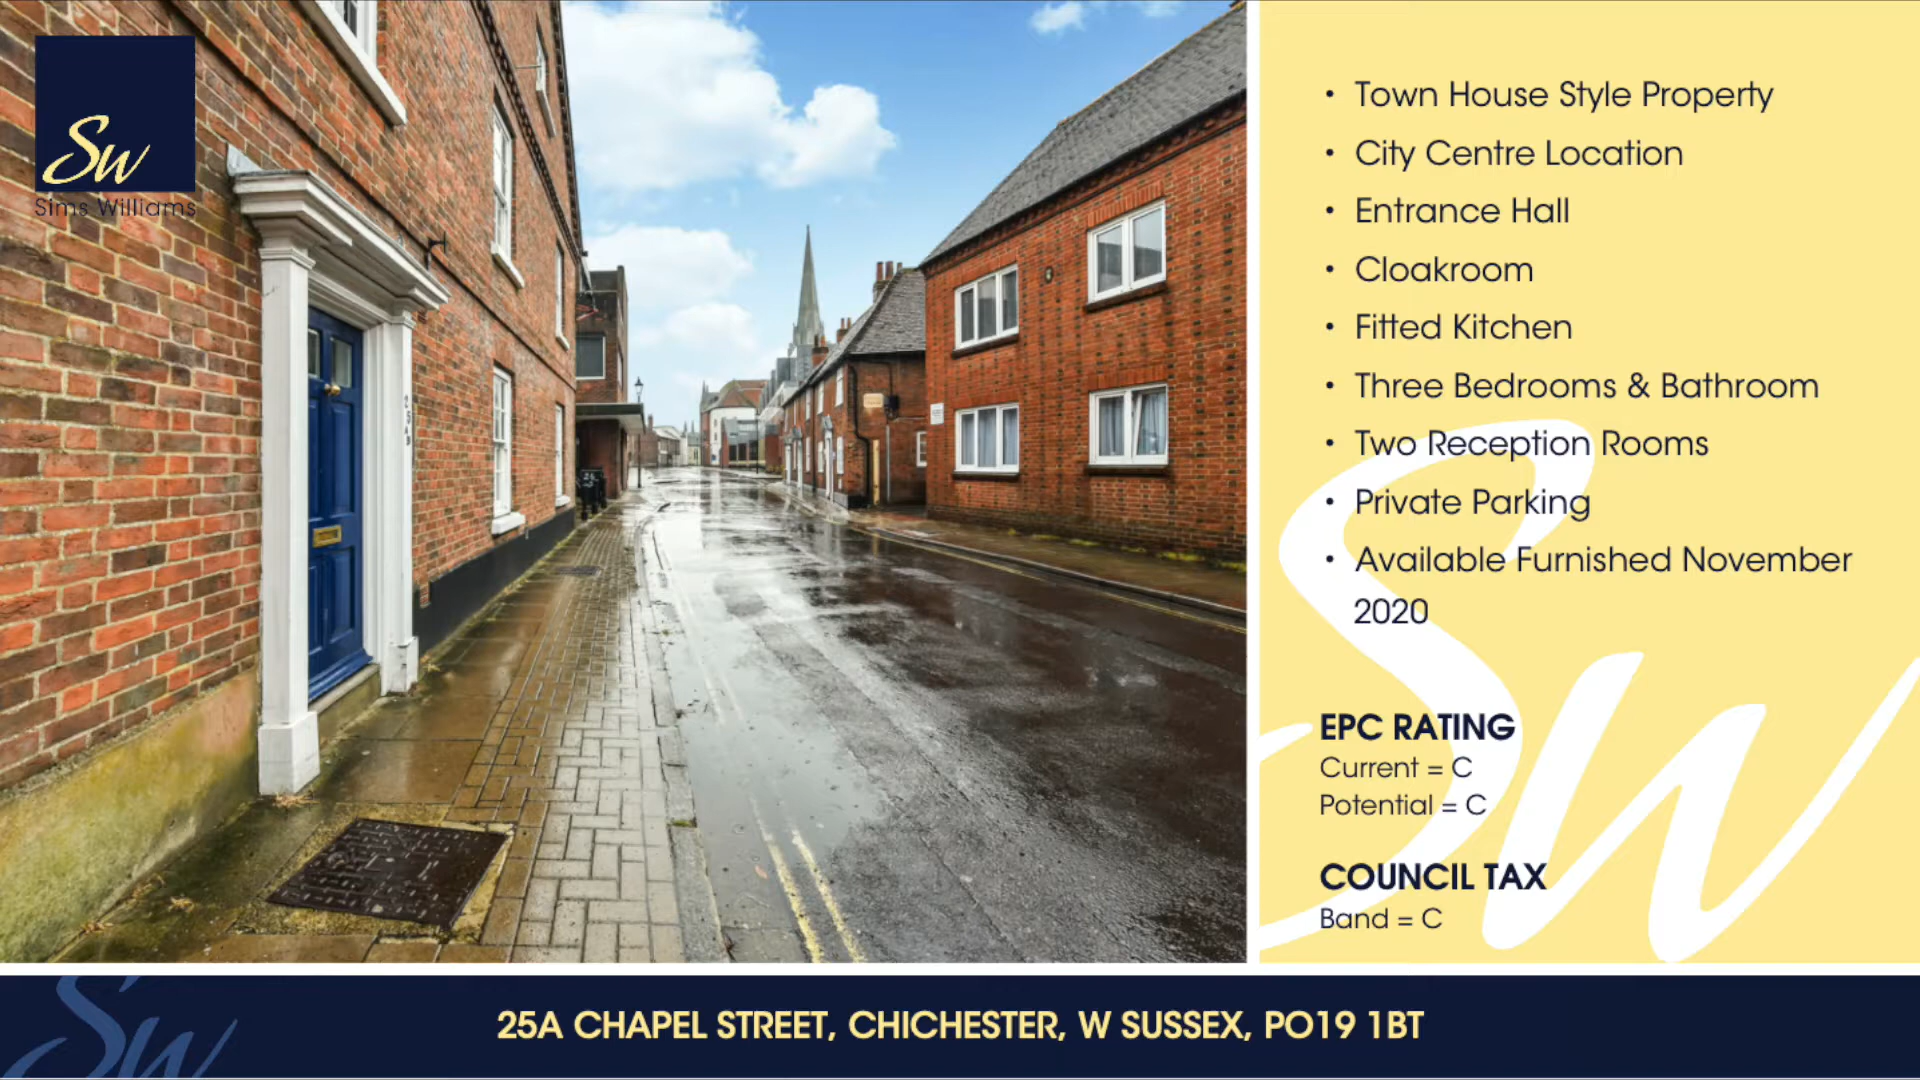 Sw
Sims Williams
• Town House Style Property
• City Centre Location
• Entrance Hall
• Cloakroom
• Fitted Kitchen
• Three Bedrooms & Bathroom
• Two Reception Rooms
• Private Parking
• Available Furnished November
2020
EPC RATING
Current = C
Potential = C
COUNCIL TAX
Band = C
Sw
Sw
25A CHAPEL STREET, CHICHESTER, W SUSSEX, PO19 1BT